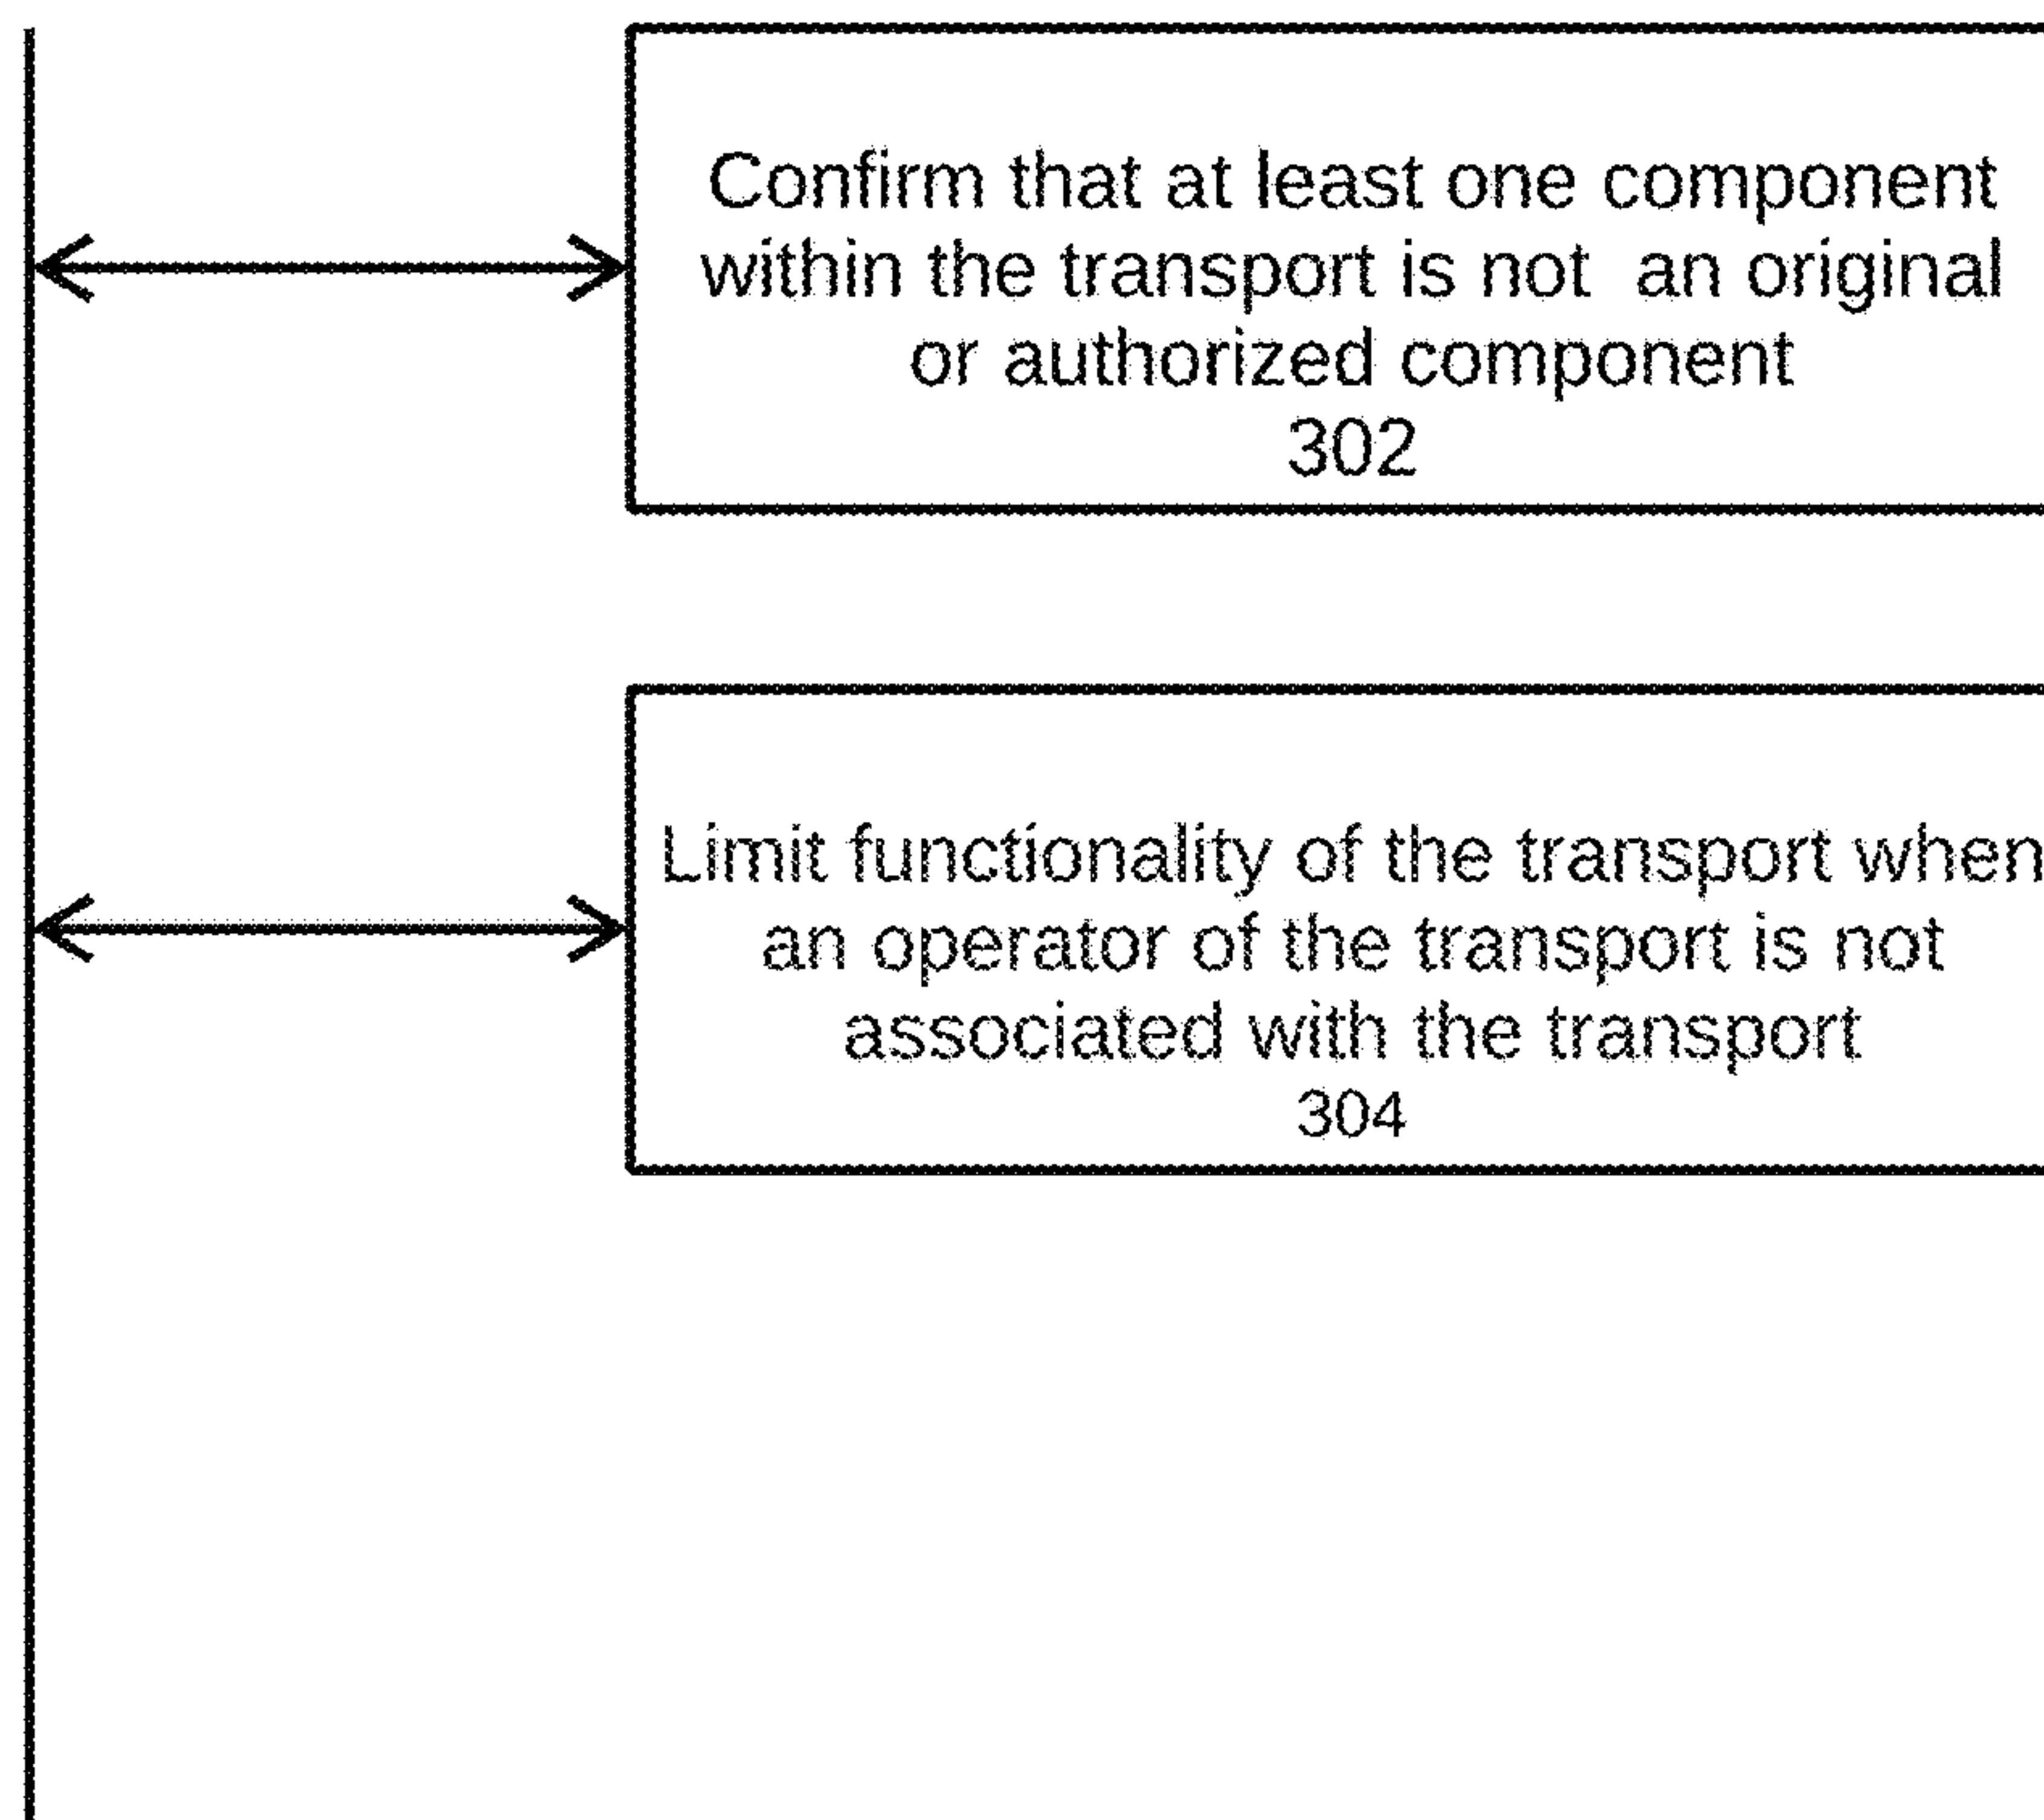 Confirm that at least one component
within the transport is not  an original
or authorized component
302
Limit functionality of the transport when
an operator of the transport is not
associated with the transport
304